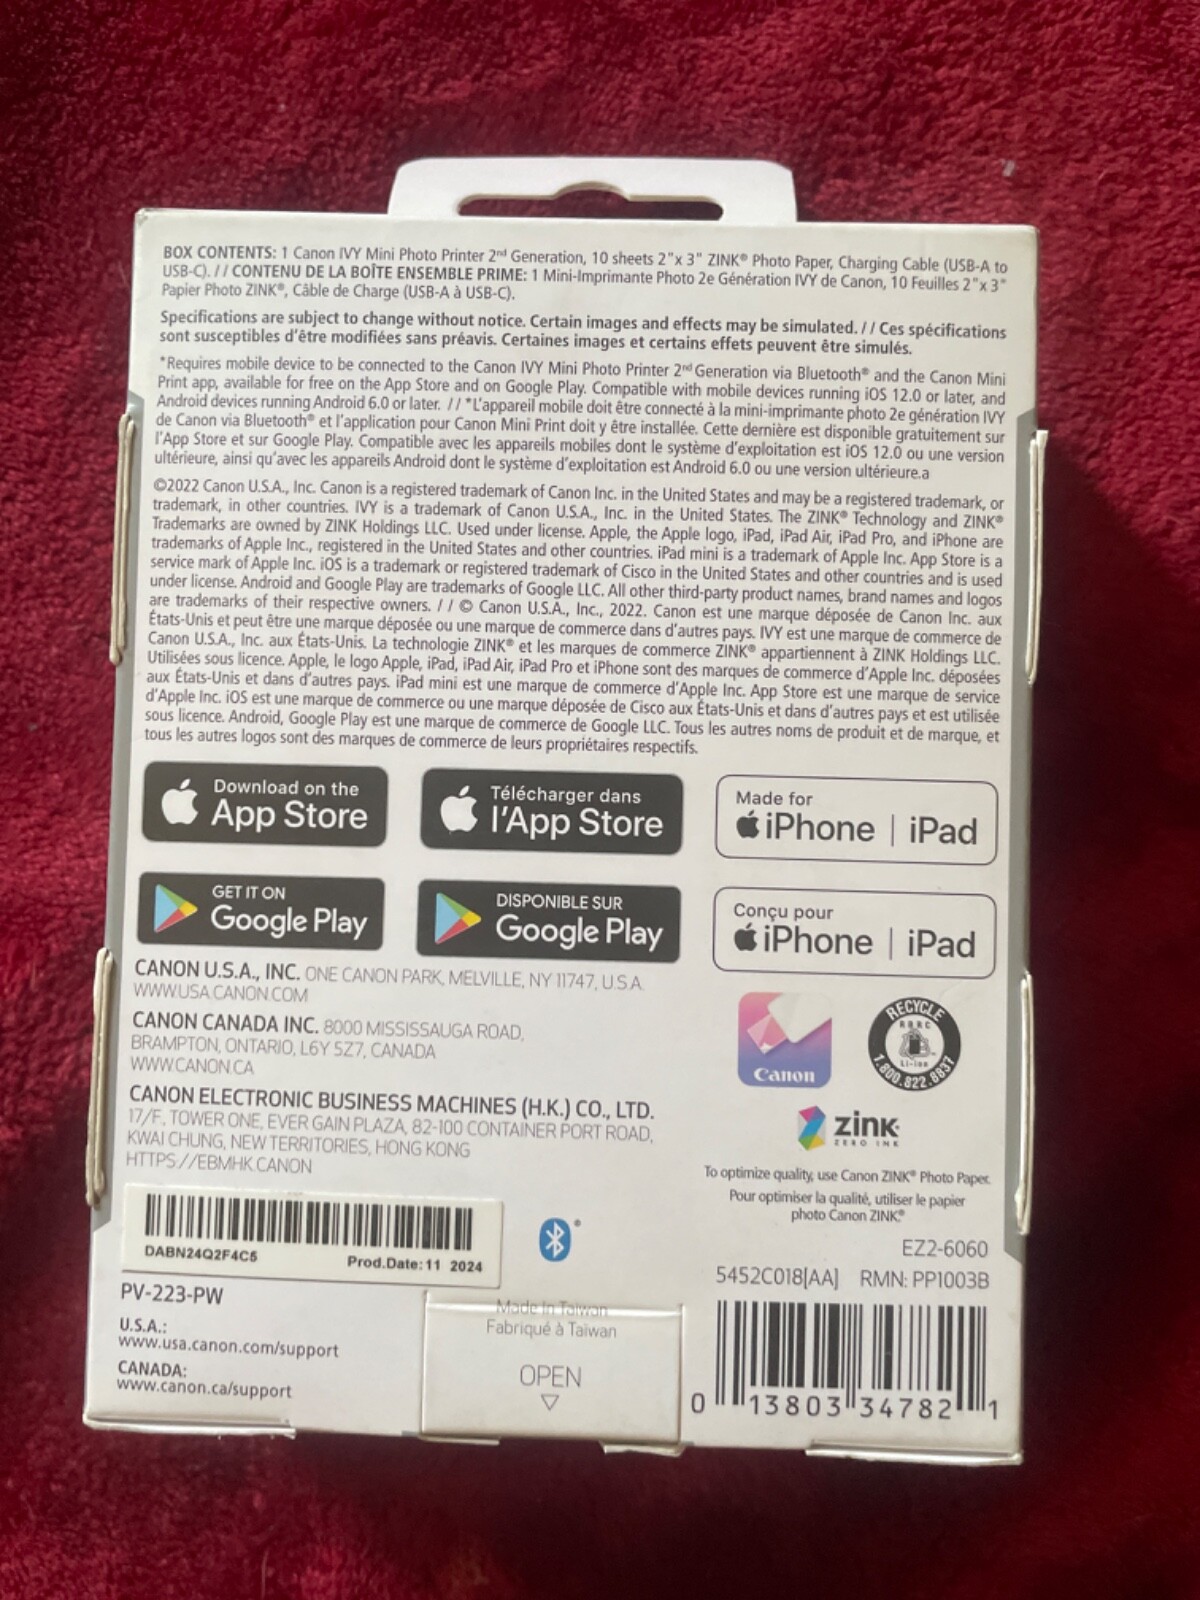 BOX CONTENTS: 1 Canon IVY Mini Photo Printer 2nd Generation, 10 sheets 2"x 3" ZINK® Photo Paper, Charging Cable (USB-A to
USB-C). // CONTENU DE LA BOÎTE ENSEMBLE PRIME: 1 Mini-Imprimante Photo 2e Génération IVY de Canon, 10 Feuilles 2"x 3"
Papier Photo ZINK®, Câble de Charge (USB-A à USB-C).
Specifications are subject to change without notice. Certain images and effects may be simulated. // Ces spécifications
sont susceptibles d'être modifiées sans préavis. Certaines images et certains effets peuvent être simulés.
*Requires mobile device to be connected to the Canon IVY Mini Photo Printer 2nd Generation via Bluetooth® and the Canon Mini
Print app, available for free on the App Store and on Google Play. Compatible with mobile devices running iOS 12.0 or later, and
Android devices running Android 6.0 or later. // *L'appareil mobile doit être connecté à la mini-imprimante photo 2e génération IVY
de Canon via Bluetooth® et l'application pour Canon Mini Print doit y être installée. Cette dernière est disponible gratuitement sur
l'App Store et sur Google Play. Compatible avec les appareils mobiles dont le système d'exploitation est iOS 12.0 ou une version
ultérieure, ainsi qu'avec les appareils Android dont le système d'exploitation est Android 6.0 ou une version ultérieure.a
©2022 Canon U.S.A., Inc. Canon is a registered trademark of Canon Inc. in the United States and may be a registered trademark, or
trademark, in other countries. IVY is a trademark of Canon U.S.A., Inc. in the United States. The ZINK® Technology and ZINK®
Trademarks are owned by ZINK Holdings LLC. Used under license. Apple, the Apple logo, iPad, iPad Air, iPad Pro, and iPhone are
trademarks of Apple Inc., registered in the United States and other countries. iPad mini is a trademark of Apple Inc. App Store is a
service mark of Apple Inc. iOS is a trademark or registered trademark of Cisco in the United States and other countries and is used
under license. Android and Google Play are trademarks of Google LLC. All other third-party product names, brand names and logos
are trademarks of their respective owners. // © Canon U.S.A., Inc., 2022. Canon est une marque déposée de Canon Inc. aux
États-Unis et peut être une marque déposée ou une marque de commerce dans d'autres pays. IVY est une marque de commerce de
Canon U.S.A., Inc. aux États-Unis. La technologie ZINK® et les marques de commerce ZINK® appartiennent à ZINK Holdings LLC.
Utilisées sous licence. Apple, le logo Apple, iPad, iPad Air, iPad Pro et iPhone sont des marques de commerce d'Apple Inc. déposées
aux États-Unis et dans d'autres pays. iPad mini est une marque de commerce d'Apple Inc. App Store est une marque de service
d'Apple Inc. iOS est une marque de commerce ou une marque déposée de Cisco aux États-Unis et dans d'autres pays et est utilisée
sous licence. Android, Google Play est une marque de commerce de Google LLC. Tous les autres noms de produit et de marque, et
tous les autres logos sont des marques de commerce de leurs propriétaires respectifs.
Download on the
App Store
Télécharger dans
l'App Store
Made for
iPhone | iPad
GET IT ON
Google Play
DISPONIBLE SUR
Google Play
Conçu pour
iPhone | iPad
CANON U.S.A., INC. ONE CANON PARK, MELVILLE, NY 11747, U.S.A.
WWW.USA.CANON.COM
CANON CANADA INC. 8000 MISSISSAUGA ROAD,
BRAMPTON, ONTARIO, L6Y 5Z7, CANADA
WWW.CANON.CA
CANON ELECTRONIC BUSINESS MACHINES (H.K.) CO., LTD.
17/F, TOWER ONE, EVER GAIN PLAZA, 82-100 CONTAINER PORT ROAD,
KWAI CHUNG, NEW TERRITORIES, HONG KONG
HTTPS://EBMHK.CANON
Canon
RECYCLE
RBRC
Li-ion
1.800.822.8837
zink
ZERO INK
To optimize quality, use Canon ZINK® Photo Paper.
Pour optimiser la qualité, utiliser le papier
photo Canon ZINK®.
DABN24Q2F4C5
Prod.Date: 11 2024
PV-223-PW
U.S.A.:
www.usa.canon.com/support
CANADA:
www.canon.ca/support
Made in Taiwan
Fabriqué à Taiwan
OPEN
EZ2-6060
5452C018[AA] RMN: PP1003B
0 13803 34782 1